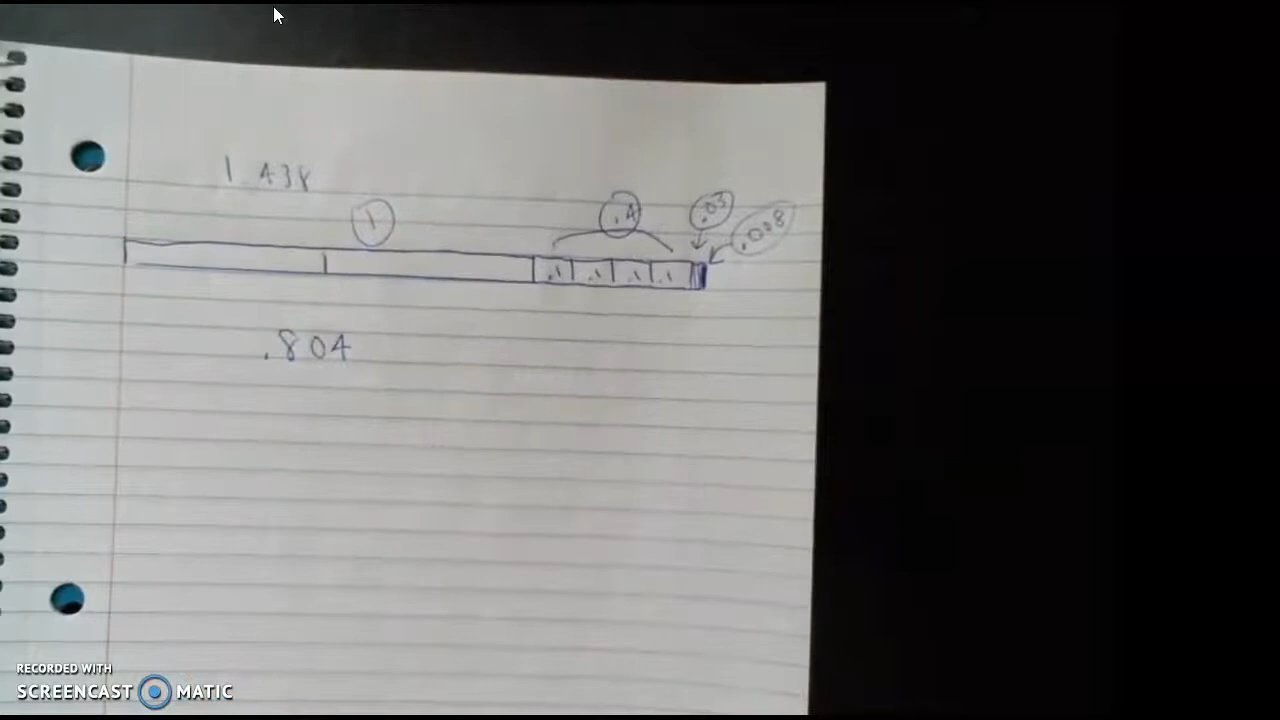 1.438
1 .4 .03 .008
.1 .1 .1 .1
.804
RECORDED WITH
SCREENCAST MATIC